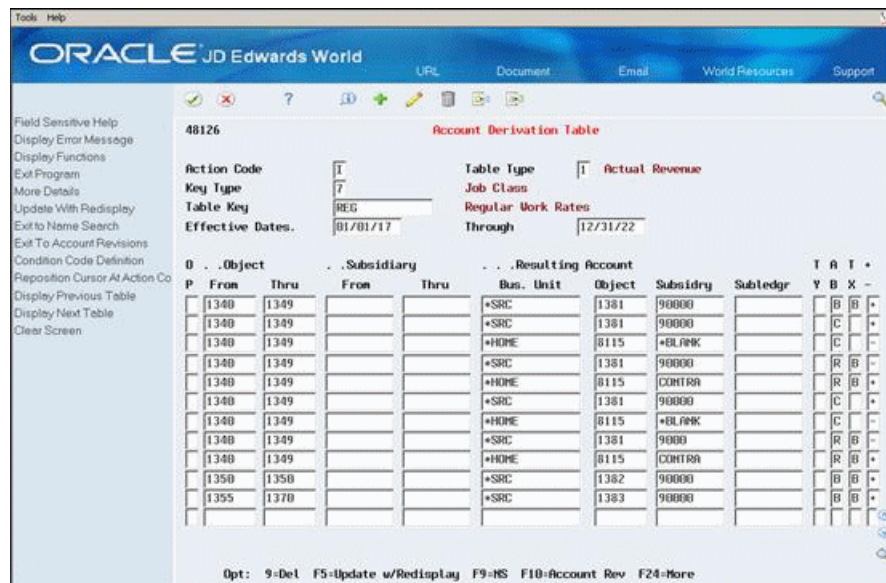 Tools Help
ORACLE JD Edwards World
URL Document Email World Resources Support
Field Sensitive Help
Display Error Message
Display Functions
Exit Program
More Details
Update With Redisplay
Exit to Name Search
Exit To Account Revisions
Condition Code Definition
Reposition Cursor At Action Co
Display Previous Table
Display Next Table
Clear Screen
48126 Account Derivation Table
Action Code I Table Type 1 Actual Revenue
Key Type 7 Job Class
Table Key REG Regular Work Rates
Effective Dates. 01/01/17 Through 12/31/22
O . .Object . .Subsidiary . . .Resulting Account T A T +
P From Thru From Thru Bus. Unit Object Subsidry Subledgr Y B X -
1340 1349 *SRC 1381 90000 B B +
1340 1349 *SRC 1381 90000 C +
1340 1349 *HOME 8115 *BLANK C -
1340 1349 *SRC 1381 90000 R B -
1340 1349 *HOME 8115 CONTRA R B +
1340 1349 *SRC 1381 90000 C +
1340 1349 *HOME 8115 *BLANK C -
1340 1349 *SRC 1381 9000 R B -
1340 1349 *HOME 8115 CONTRA R B +
1350 1350 *SRC 1382 90000 B B +
1355 1370 *SRC 1383 90000 B B +
Opt: 9=Del F5=Update w/Redisplay F9=NS F10=Account Rev F24=More